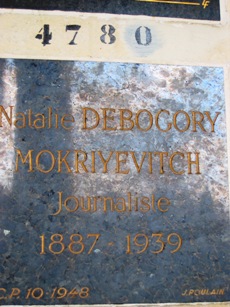 4780
Natalie DEBOGORY
MOKRIYEVITCH
Journaliste
1887 - 1939
C.P. 10-1948
J. POULAIN